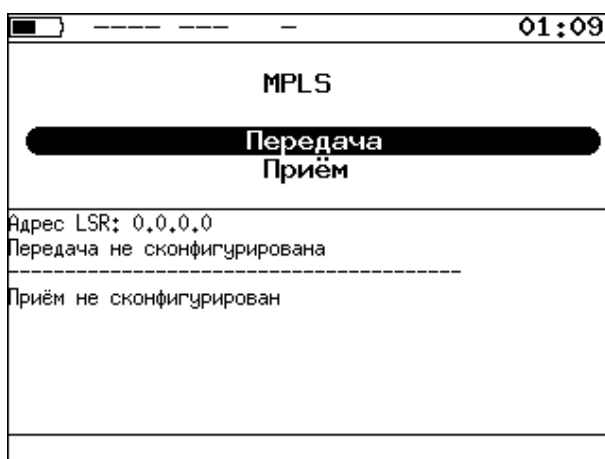 ---- --- - 01:09
MPLS
Передача
Приём
Адрес LSR: 0.0.0.0
Передача не сконфигурирована
----------------------------------------
Приём не сконфигурирован